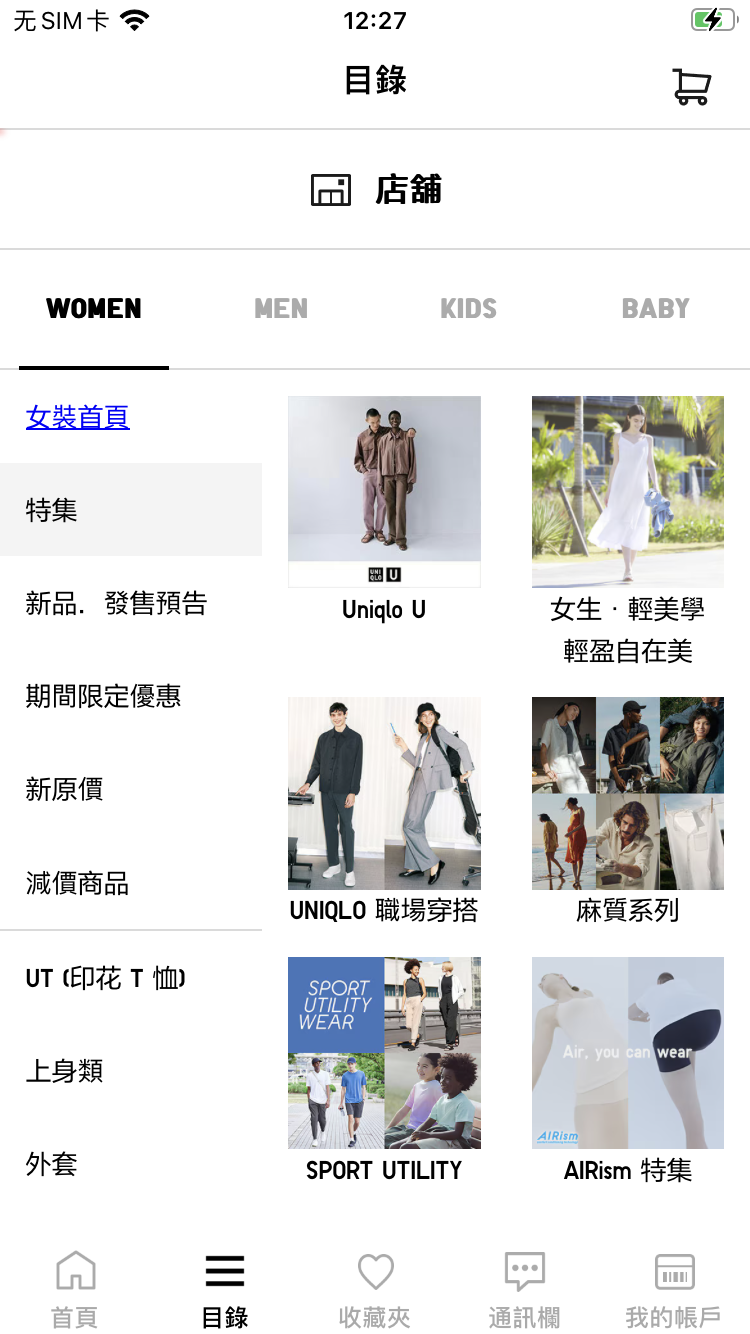 无SIM卡
12:27
目錄
店舖
WOMEN
MEN
KIDS
BABY
女裝首頁
特集
新品．發售預告
期間限定優惠
新原價
減價商品
UT (印花 T 恤)
上身類
外套
UNI
QLO
U
Uniqlo U
女生．輕美學
輕盈自在美
UNIQLO 職場穿搭
麻質系列
SPORT
UTILITY
WEAR
SPORT UTILITY
Air, you can wear
AIRism
AIRism 特集
首頁
目錄
收藏夾
通訊欄
我的帳戶